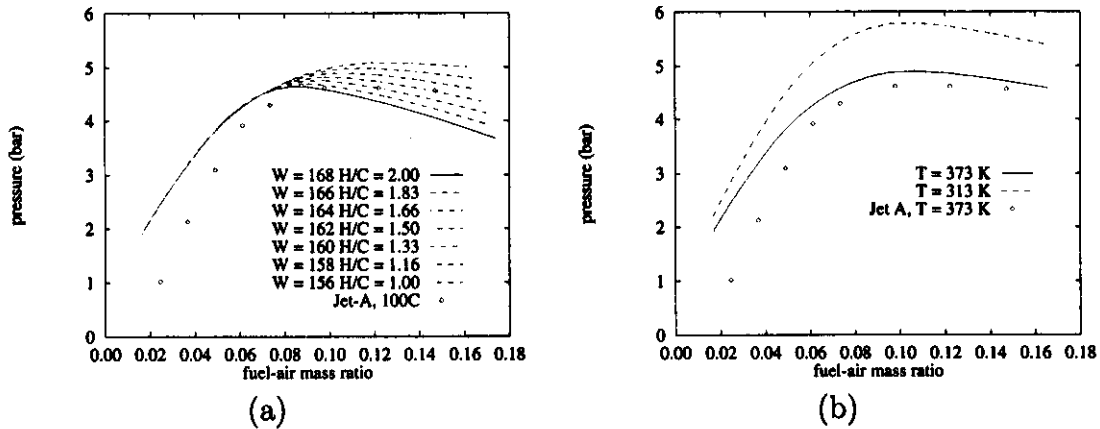 6
5
4
3
2
1
0
pressure (bar)
W = 168 H/C = 2.00
W = 166 H/C = 1.83
W = 164 H/C = 1.66
W = 162 H/C = 1.50
W = 160 H/C = 1.33
W = 158 H/C = 1.16
W = 156 H/C = 1.00
Jet-A, 100C
0.00 0.02 0.04 0.06 0.08 0.10 0.12 0.14 0.16 0.18
fuel-air mass ratio
(a)
6
5
4
3
2
1
0
pressure (bar)
T = 373 K
T = 313 K
Jet A, T = 373 K
0.00 0.02 0.04 0.06 0.08 0.10 0.12 0.14 0.16 0.18
fuel-air mass ratio
(b)